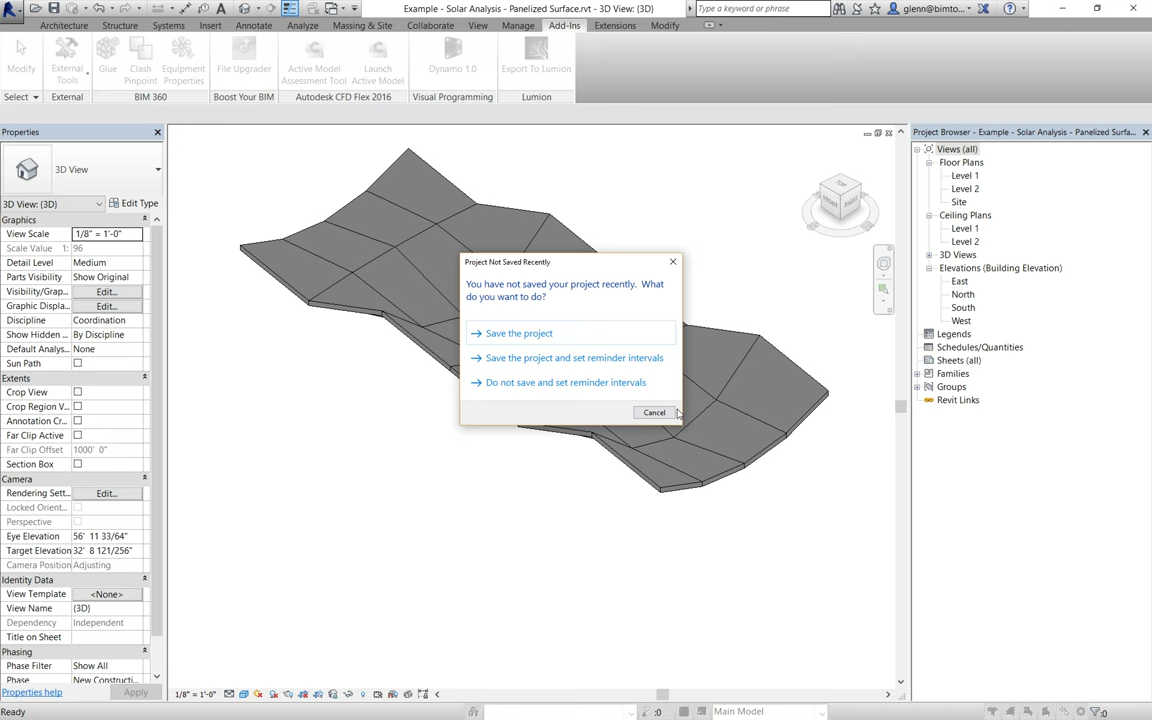 Example - Solar Analysis - Panelized Surface.rvt - 3D View: {3D}
Type a keyword or phrase
glenn@bimto...
Architecture Structure Systems Insert Annotate Analyze Massing & Site Collaborate View Manage Add-Ins Extensions Modify
Modify
External Tools
Glue
Clash Pinpoint
Equipment Properties
File Upgrader
Active Model Assessment Tool
Launch Active Model
Dynamo 1.0
Export To Lumion
Select
External
BIM 360
Boost Your BIM
Autodesk CFD Flex 2016
Visual Programming
Lumion
Properties
3D View
3D View: {3D}
Edit Type
Graphics
View Scale 1/8" = 1'-0"
Scale Value 1: 96
Detail Level Medium
Parts Visibility Show Original
Visibility/Grap... Edit...
Graphic Displa... Edit...
Discipline Coordination
Show Hidden ... By Discipline
Default Analys... None
Sun Path
Extents
Crop View
Crop Region V...
Annotation Cr...
Far Clip Active
Far Clip Offset 1000' 0"
Section Box
Camera
Rendering Sett... Edit...
Locked Orient...
Perspective
Eye Elevation 56' 11 33/64"
Target Elevation 32' 8 121/256"
Camera Position Adjusting
Identity Data
View Template <None>
View Name {3D}
Dependency Independent
Title on Sheet
Phasing
Phase Filter Show All
Phase New Constructi...
Properties help
Apply
TOP
FRONT
RIGHT
Project Not Saved Recently
You have not saved your project recently. What
do you want to do?
Save the project
Save the project and set reminder intervals
Do not save and set reminder intervals
Cancel
Project Browser - Example - Solar Analysis - Panelized Surfa...
Views (all)
Floor Plans
Level 1
Level 2
Site
Ceiling Plans
Level 1
Level 2
3D Views
Elevations (Building Elevation)
East
North
South
West
Legends
Schedules/Quantities
Sheets (all)
Families
Groups
Revit Links
1/8" = 1'-0"
Ready
:0
Main Model
:0